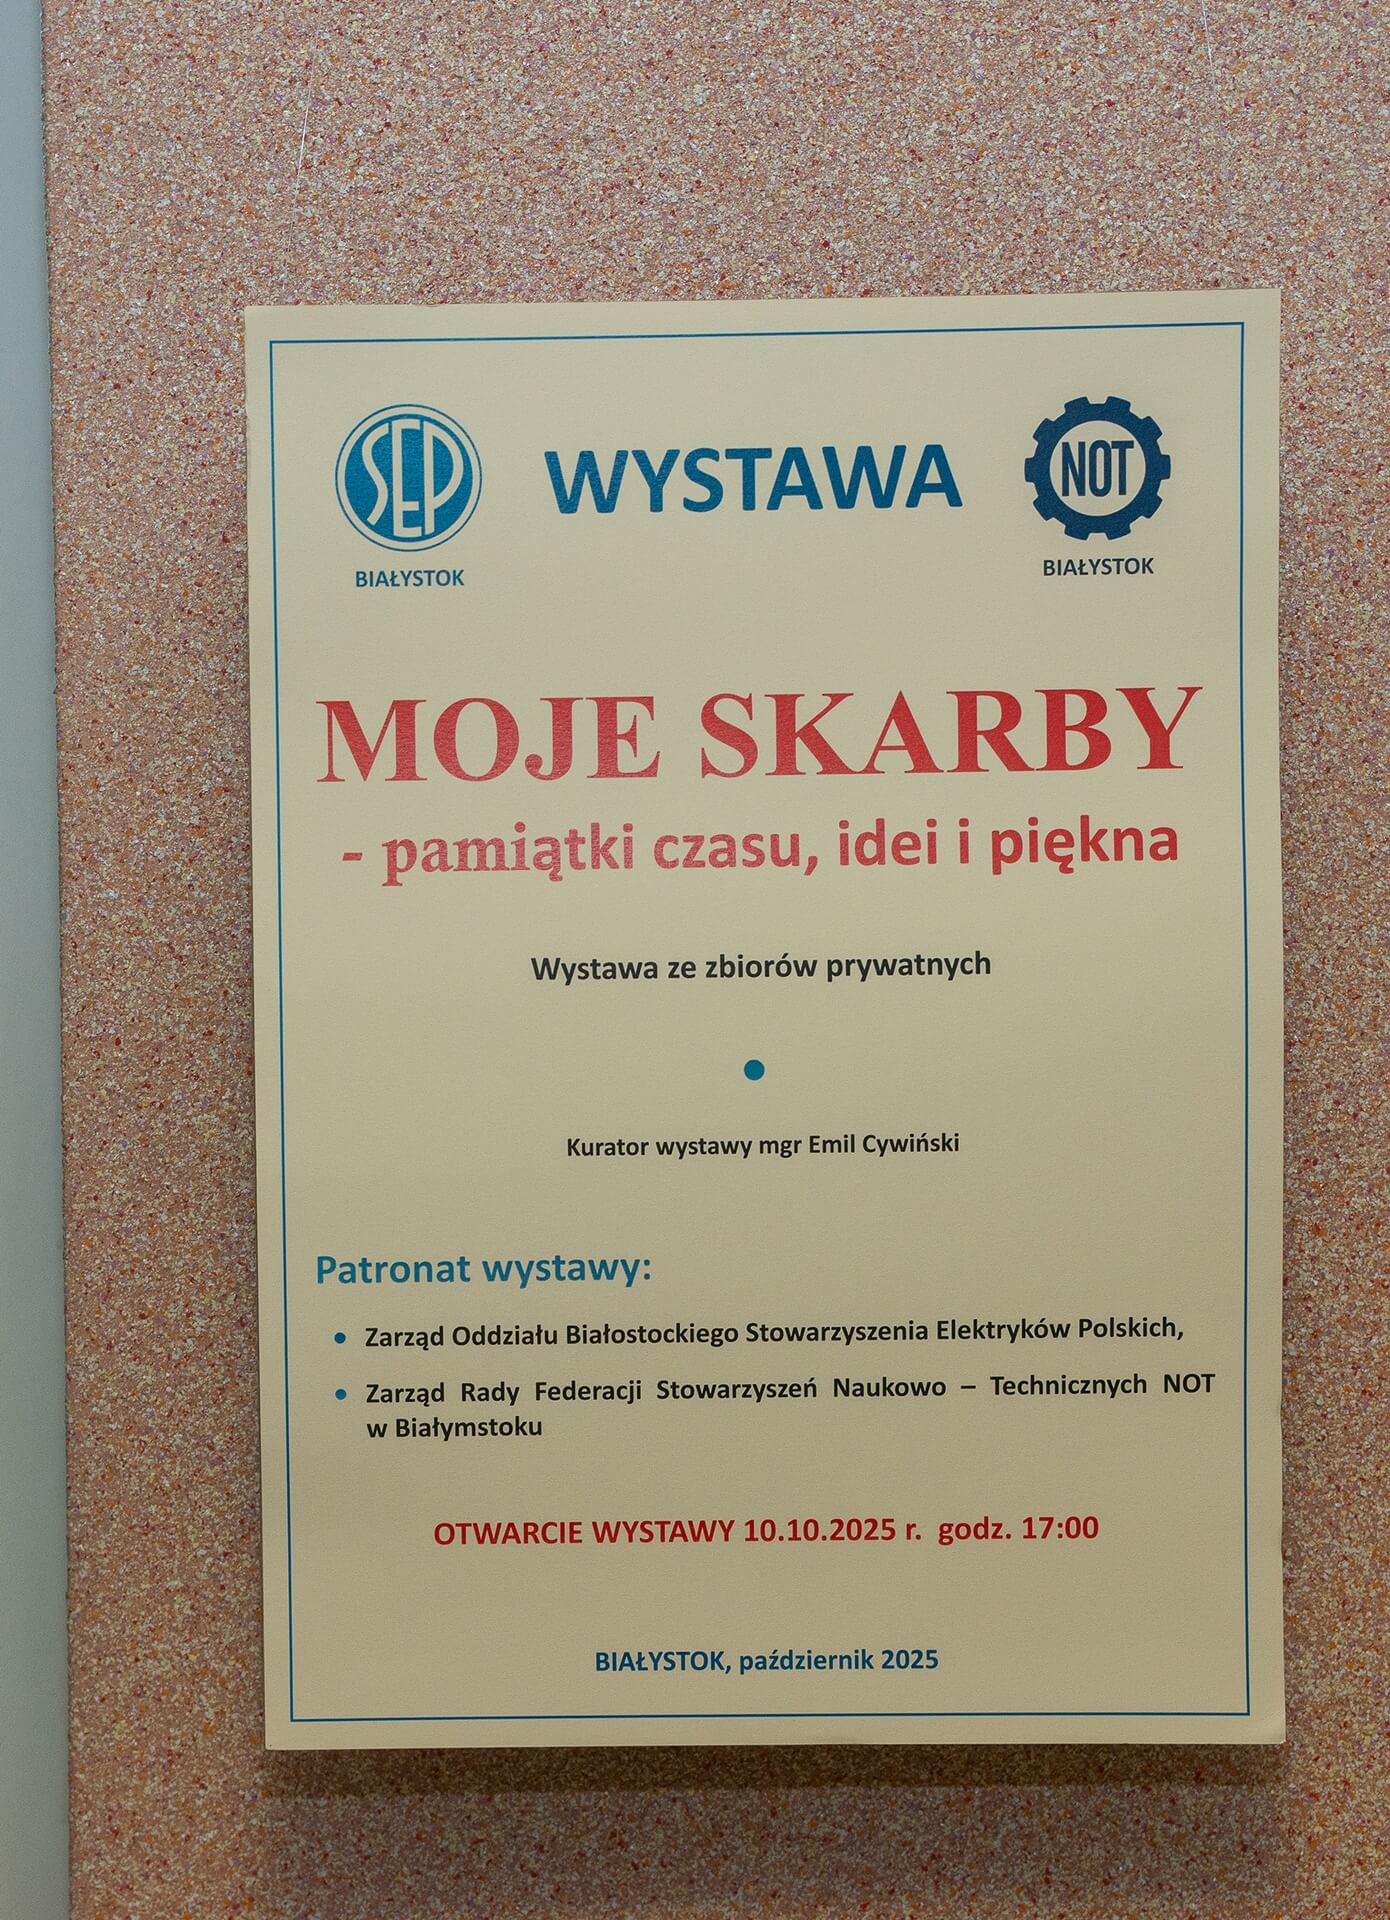 SEP
WYSTAWA
NOT
BIAŁYSTOK
BIAŁYSTOK
MOJE SKARBY
- pamiątki czasu, idei i piękna
Wystawa ze zbiorów prywatnych
Kurator wystawy mgr Emil Cywiński
Patronat wystawy:
• Zarząd Oddziału Białostockiego Stowarzyszenia Elektryków Polskich,
• Zarząd Rady Federacji Stowarzyszeń Naukowo – Technicznych NOT
w Białymstoku
OTWARCIE WYSTAWY 10.10.2025 r. godz. 17:00
BIAŁYSTOK, październik 2025